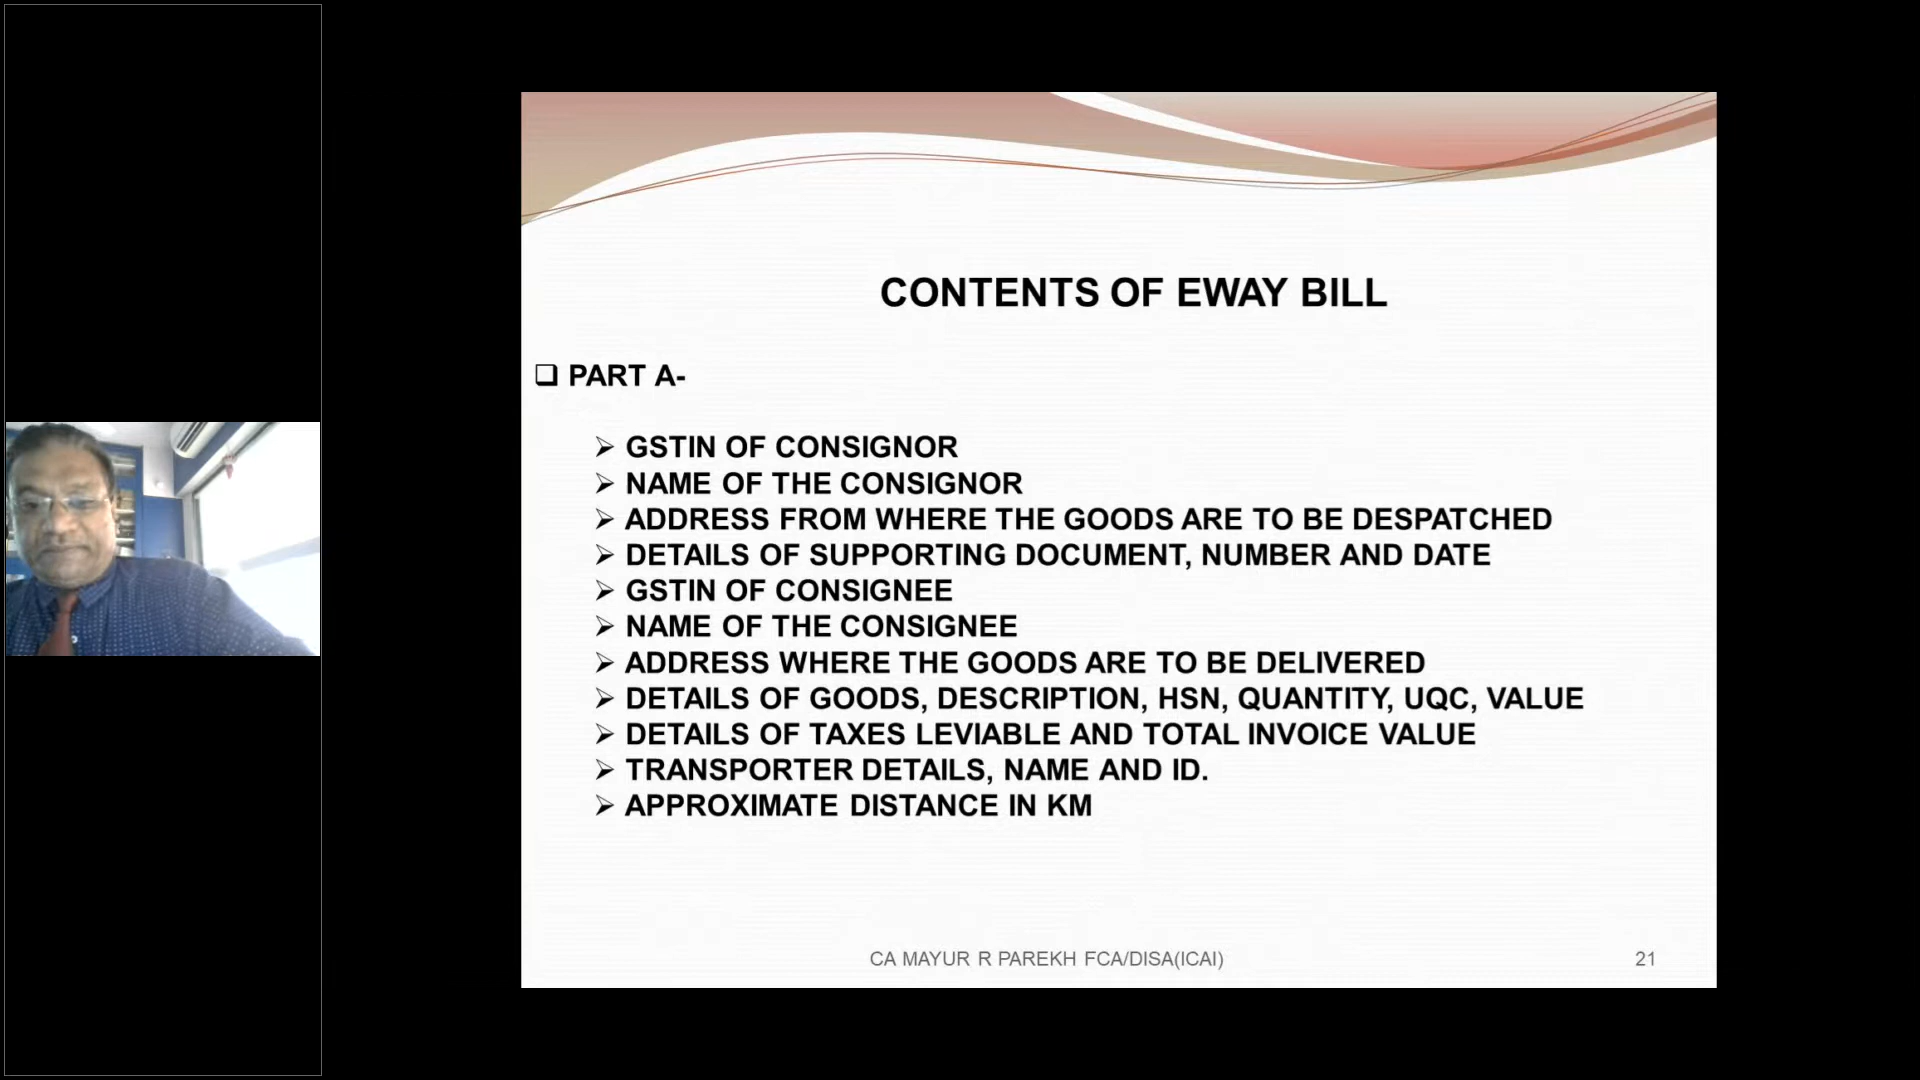 CONTENTS OF EWAY BILL
PART A-
GSTIN OF CONSIGNOR
NAME OF THE CONSIGNOR
ADDRESS FROM WHERE THE GOODS ARE TO BE DESPATCHED
DETAILS OF SUPPORTING DOCUMENT, NUMBER AND DATE
GSTIN OF CONSIGNEE
NAME OF THE CONSIGNEE
ADDRESS WHERE THE GOODS ARE TO BE DELIVERED
DETAILS OF GOODS, DESCRIPTION, HSN, QUANTITY, UQC, VALUE
DETAILS OF TAXES LEVIABLE AND TOTAL INVOICE VALUE
TRANSPORTER DETAILS, NAME AND ID.
APPROXIMATE DISTANCE IN KM
CA MAYUR R PAREKH FCA/DISA(ICAI)
21